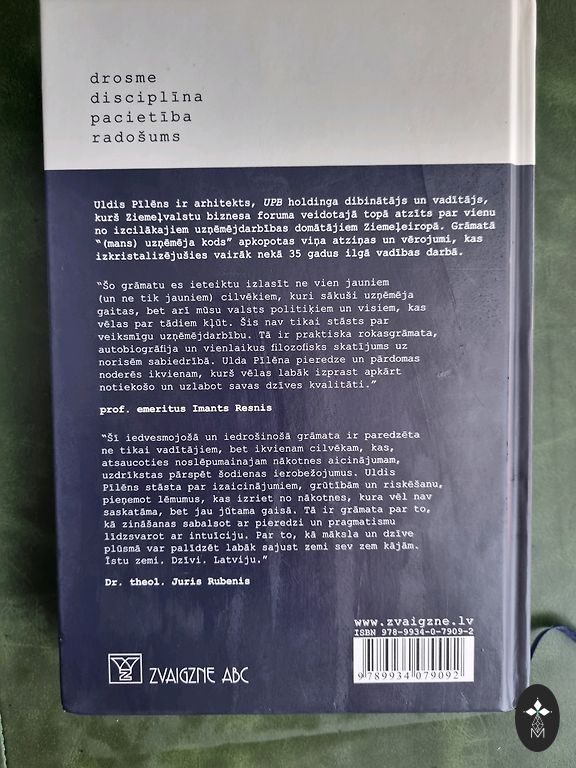 drosme
disciplīna
pacietība
radošums
Uldis Pīlēns ir arhitekts, UPB holdinga dibinātājs un vadītājs,
kurš Ziemeļvalstu biznesa foruma veidotajā topā atzīts par vienu
no izcilākajiem uzņēmējdarbības domātājiem Ziemeļeiropā. Grāmatā
“(mans) uzņēmēja kods” apkopotas viņa atziņas un vērojumi, kas
izkristalizējušies vairāk nekā 35 gadus ilgā vadības darbā.
“Šo grāmatu es ieteiktu izlasīt ne vien jauniem
(un ne tik jauniem) cilvēkiem, kuri sākuši uzņēmēja
gaitas, bet arī mūsu valsts politiķiem un visiem, kas
vēlas par tādiem kļūt. Šis nav tikai stāsts par
veiksmīgu uzņēmējdarbību. Tā ir praktiska rokasgrāmata,
autobiogrāfija un vienlaikus filozofisks skatījums uz
norisēm sabiedrībā. Ulda Pīlēna pieredze un pārdomas
noderēs ikvienam, kurš vēlas labāk izprast apkārt
notiekošo un uzlabot savas dzīves kvalitāti.”
prof. emeritus Imants Resnis
“Šī iedvesmojošā un iedrošinošā grāmata ir paredzēta
ne tikai vadītājiem, bet ikvienam cilvēkam, kas,
atsaucoties noslēpumainajam nākotnes aicinājumam,
uzdrīkstas pārspēt šodienas ierobežojumus. Uldis
Pīlēns stāsta par izaicinājumiem, grūtībām un riskēšanu,
pieņemot lēmumus, kas izriet no nākotnes, kura vēl nav
saskatāma, bet jau jūtama gaisā. Tā ir grāmata par to,
kā zināšanas sabalsot ar pieredzi un pragmatismu
līdzsvarot ar intuīciju. Par to, kā māksla un dzīve
plūsmā var palīdzēt labāk sajust zemi sev zem kājām.
Īstu zemi. Dzīvi. Latviju.”
Dr. theol. Juris Rubenis
www.zvaigzne.lv
ISBN 978-9934-0-7909-2
9789934079092
ZVAIGZNE ABC
M